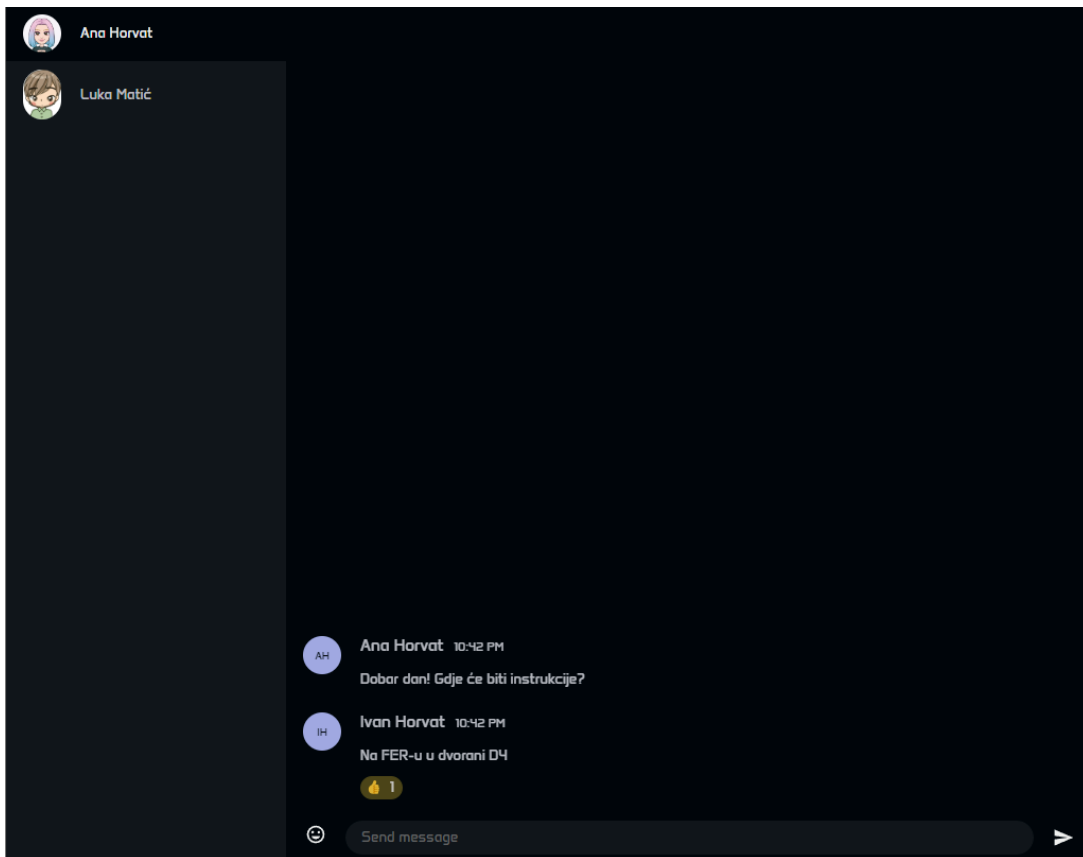 Ana Horvat
Luka Matić
AH
Ana Horvat 10:42 PM
Dobar dan! Gdje će biti instrukcije?
IH
Ivan Horvat 10:42 PM
Na FER-u u dvorani D4
👍 1
Send message